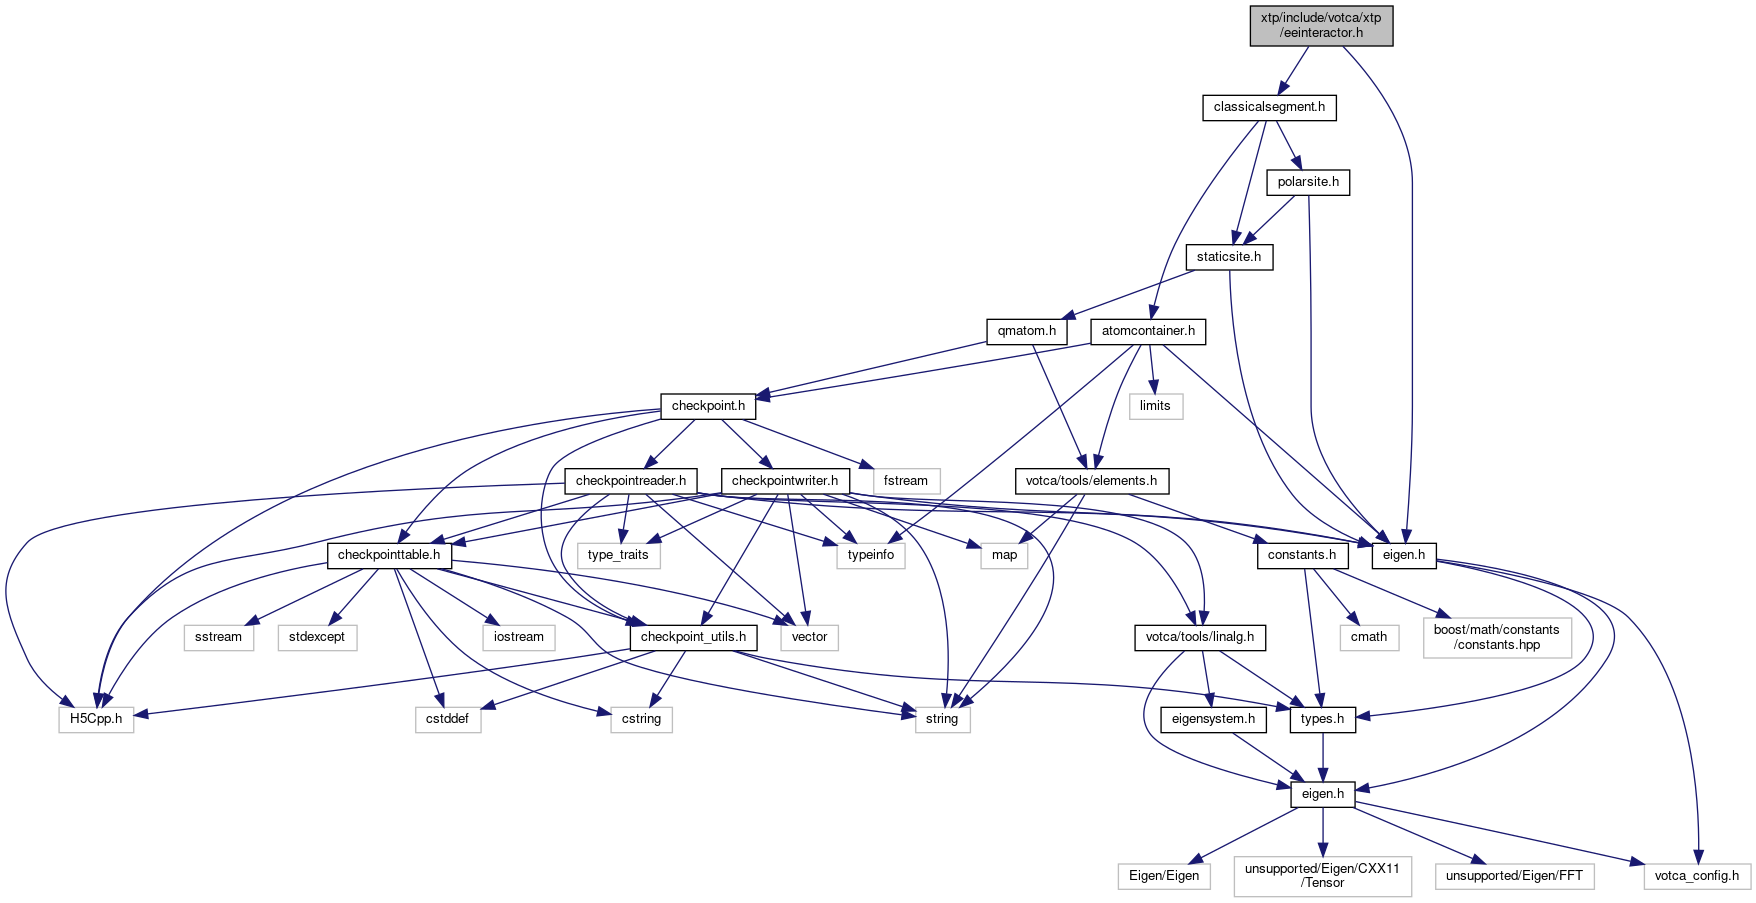 xtp/include/votca/xtp
/eeinteractor.h
classicalsegment.h
polarsite.h
staticsite.h
qmatom.h
atomcontainer.h
checkpoint.h
limits
checkpointreader.h
checkpointwriter.h
fstream
votca/tools/elements.h
checkpointtable.h
type_traits
typeinfo
map
constants.h
eigen.h
sstream
stdexcept
iostream
checkpoint_utils.h
vector
votca/tools/linalg.h
cmath
boost/math/constants
/constants.hpp
H5Cpp.h
cstddef
cstring
string
eigensystem.h
types.h
eigen.h
Eigen/Eigen
unsupported/Eigen/CXX11
/Tensor
unsupported/Eigen/FFT
votca_config.h